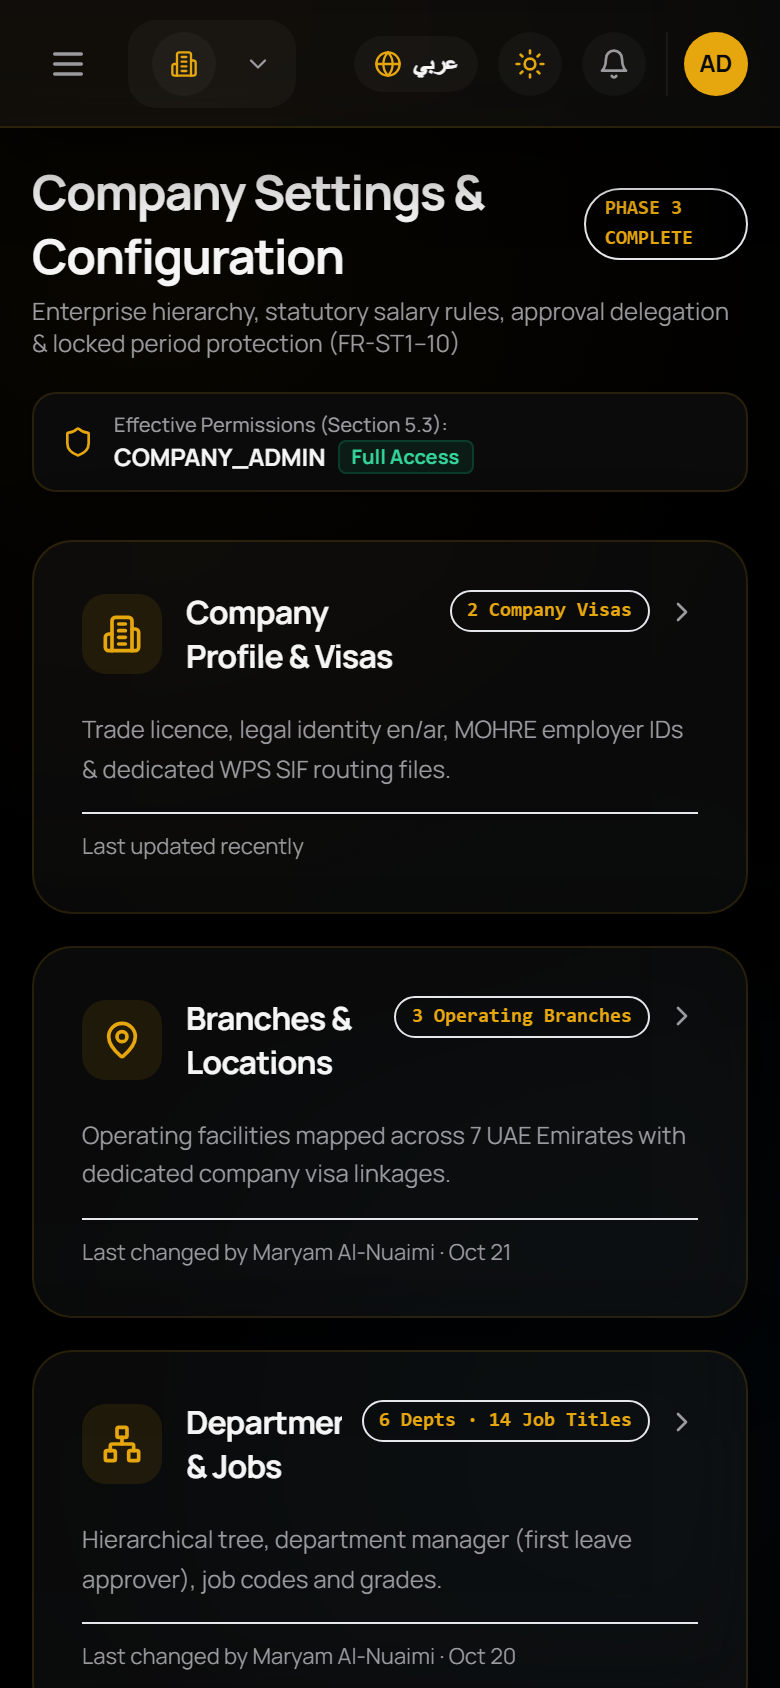 عربي
AD
Company Settings &
Configuration
PHASE 3
COMPLETE
Enterprise hierarchy, statutory salary rules, approval delegation
& locked period protection (FR-ST1–10)
Effective Permissions (Section 5.3):
COMPANY_ADMIN Full Access
Company
Profile & Visas
2 Company Visas
Trade licence, legal identity en/ar, MOHRE employer IDs
& dedicated WPS SIF routing files.
Last updated recently
Branches &
Locations
3 Operating Branches
Operating facilities mapped across 7 UAE Emirates with
dedicated company visa linkages.
Last changed by Maryam Al-Nuaimi · Oct 21
Departmer
& Jobs
6 Depts · 14 Job Titles
Hierarchical tree, department manager (first leave
approver), job codes and grades.
Last changed by Maryam Al-Nuaimi · Oct 20